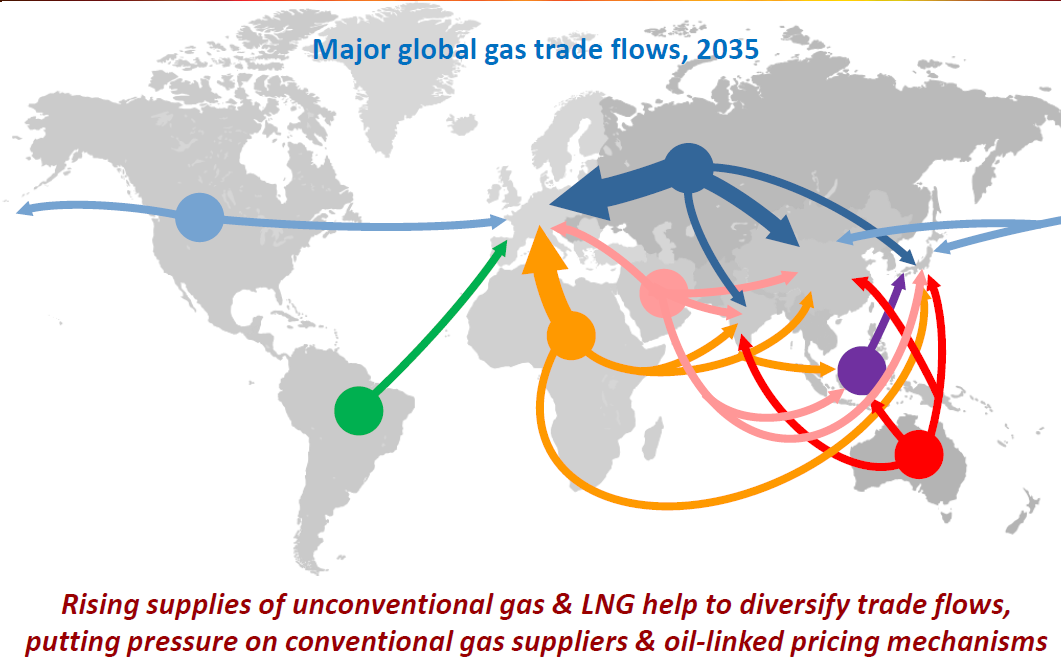 Major global gas trade flows, 2035
Rising supplies of unconventional gas & LNG help to diversify trade flows,
putting pressure on conventional gas suppliers & oil-linked pricing mechanisms